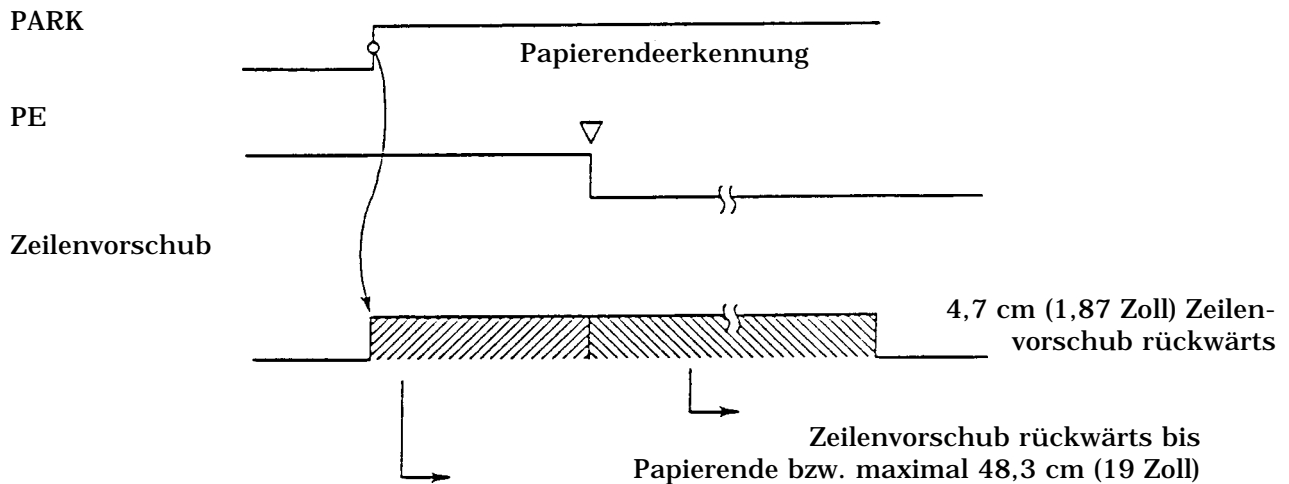 PARK
Papierendeerkennung
PE
Zeilenvorschub
4,7 cm (1,87 Zoll) Zeilen-
vorschub rückwärts
Zeilenvorschub rückwärts bis
Papierende bzw. maximal 48,3 cm (19 Zoll)